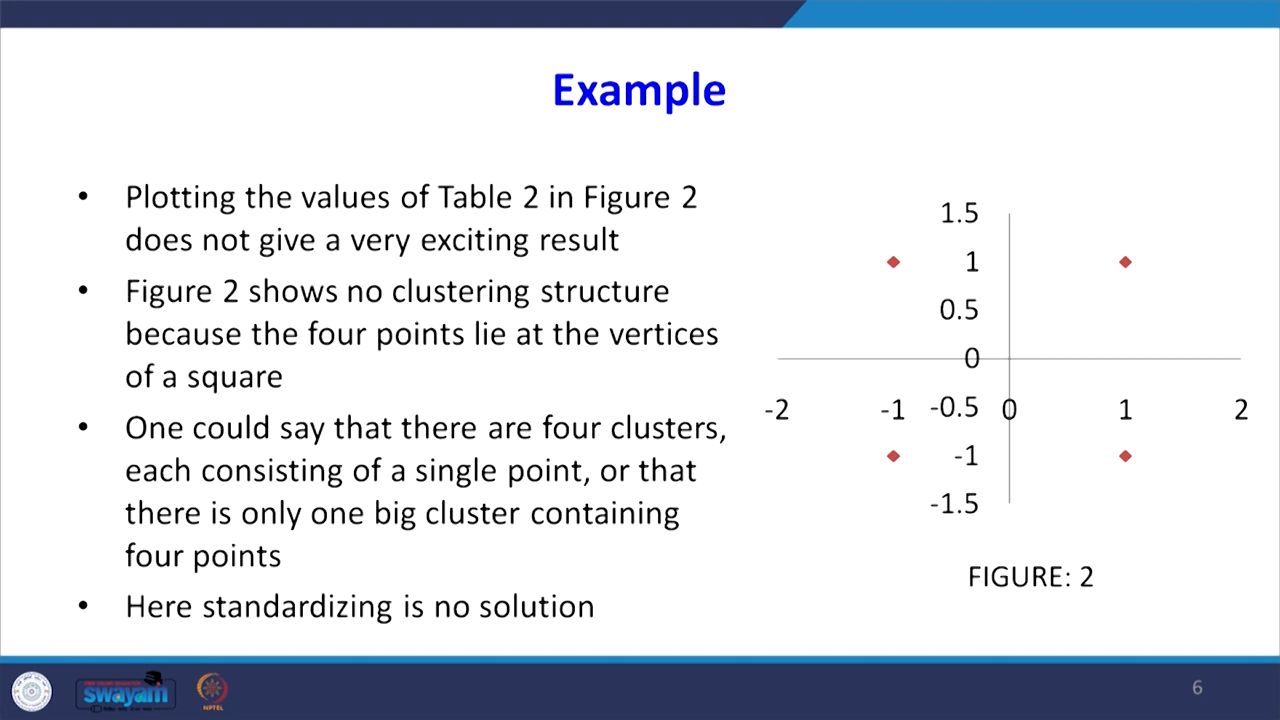 Example
• Plotting the values of Table 2 in Figure 2
does not give a very exciting result
• Figure 2 shows no clustering structure
because the four points lie at the vertices
of a square
• One could say that there are four clusters,
each consisting of a single point, or that
there is only one big cluster containing
four points
• Here standardizing is no solution
1.5
1
0.5
0
-2 -1 -0.5 0 1 2
-1
-1.5
FIGURE: 2
swayam
NPTEL
6